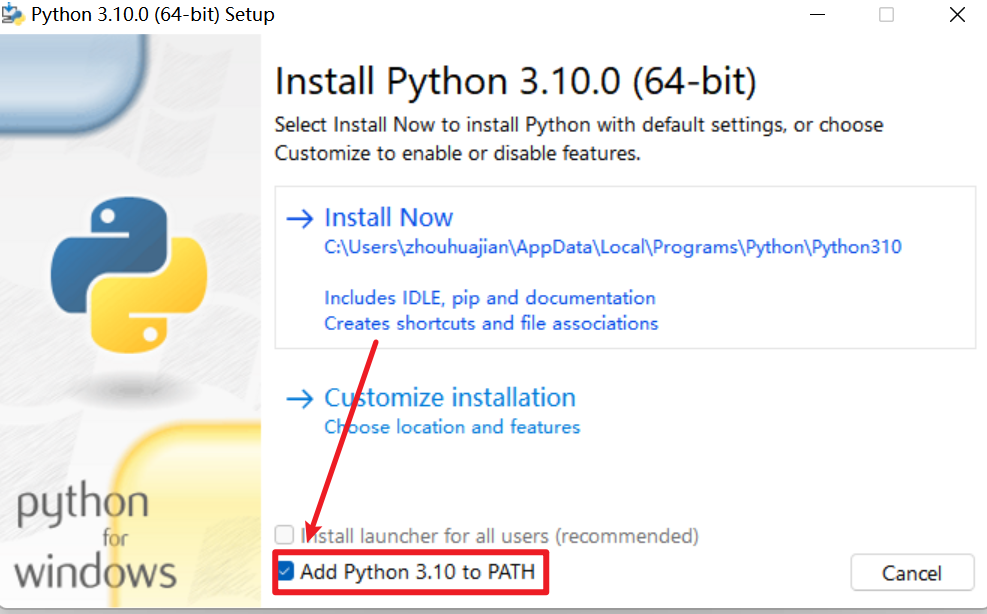 Python 3.10.0 (64-bit) Setup
Install Python 3.10.0 (64-bit)
Select Install Now to install Python with default settings, or choose
Customize to enable or disable features.
Install Now
C:\Users\zhouhuajian\AppData\Local\Programs\Python\Python310
Includes IDLE, pip and documentation
Creates shortcuts and file associations
Customize installation
Choose location and features
Install launcher for all users (recommended)
Add Python 3.10 to PATH
Cancel
python
for
windows